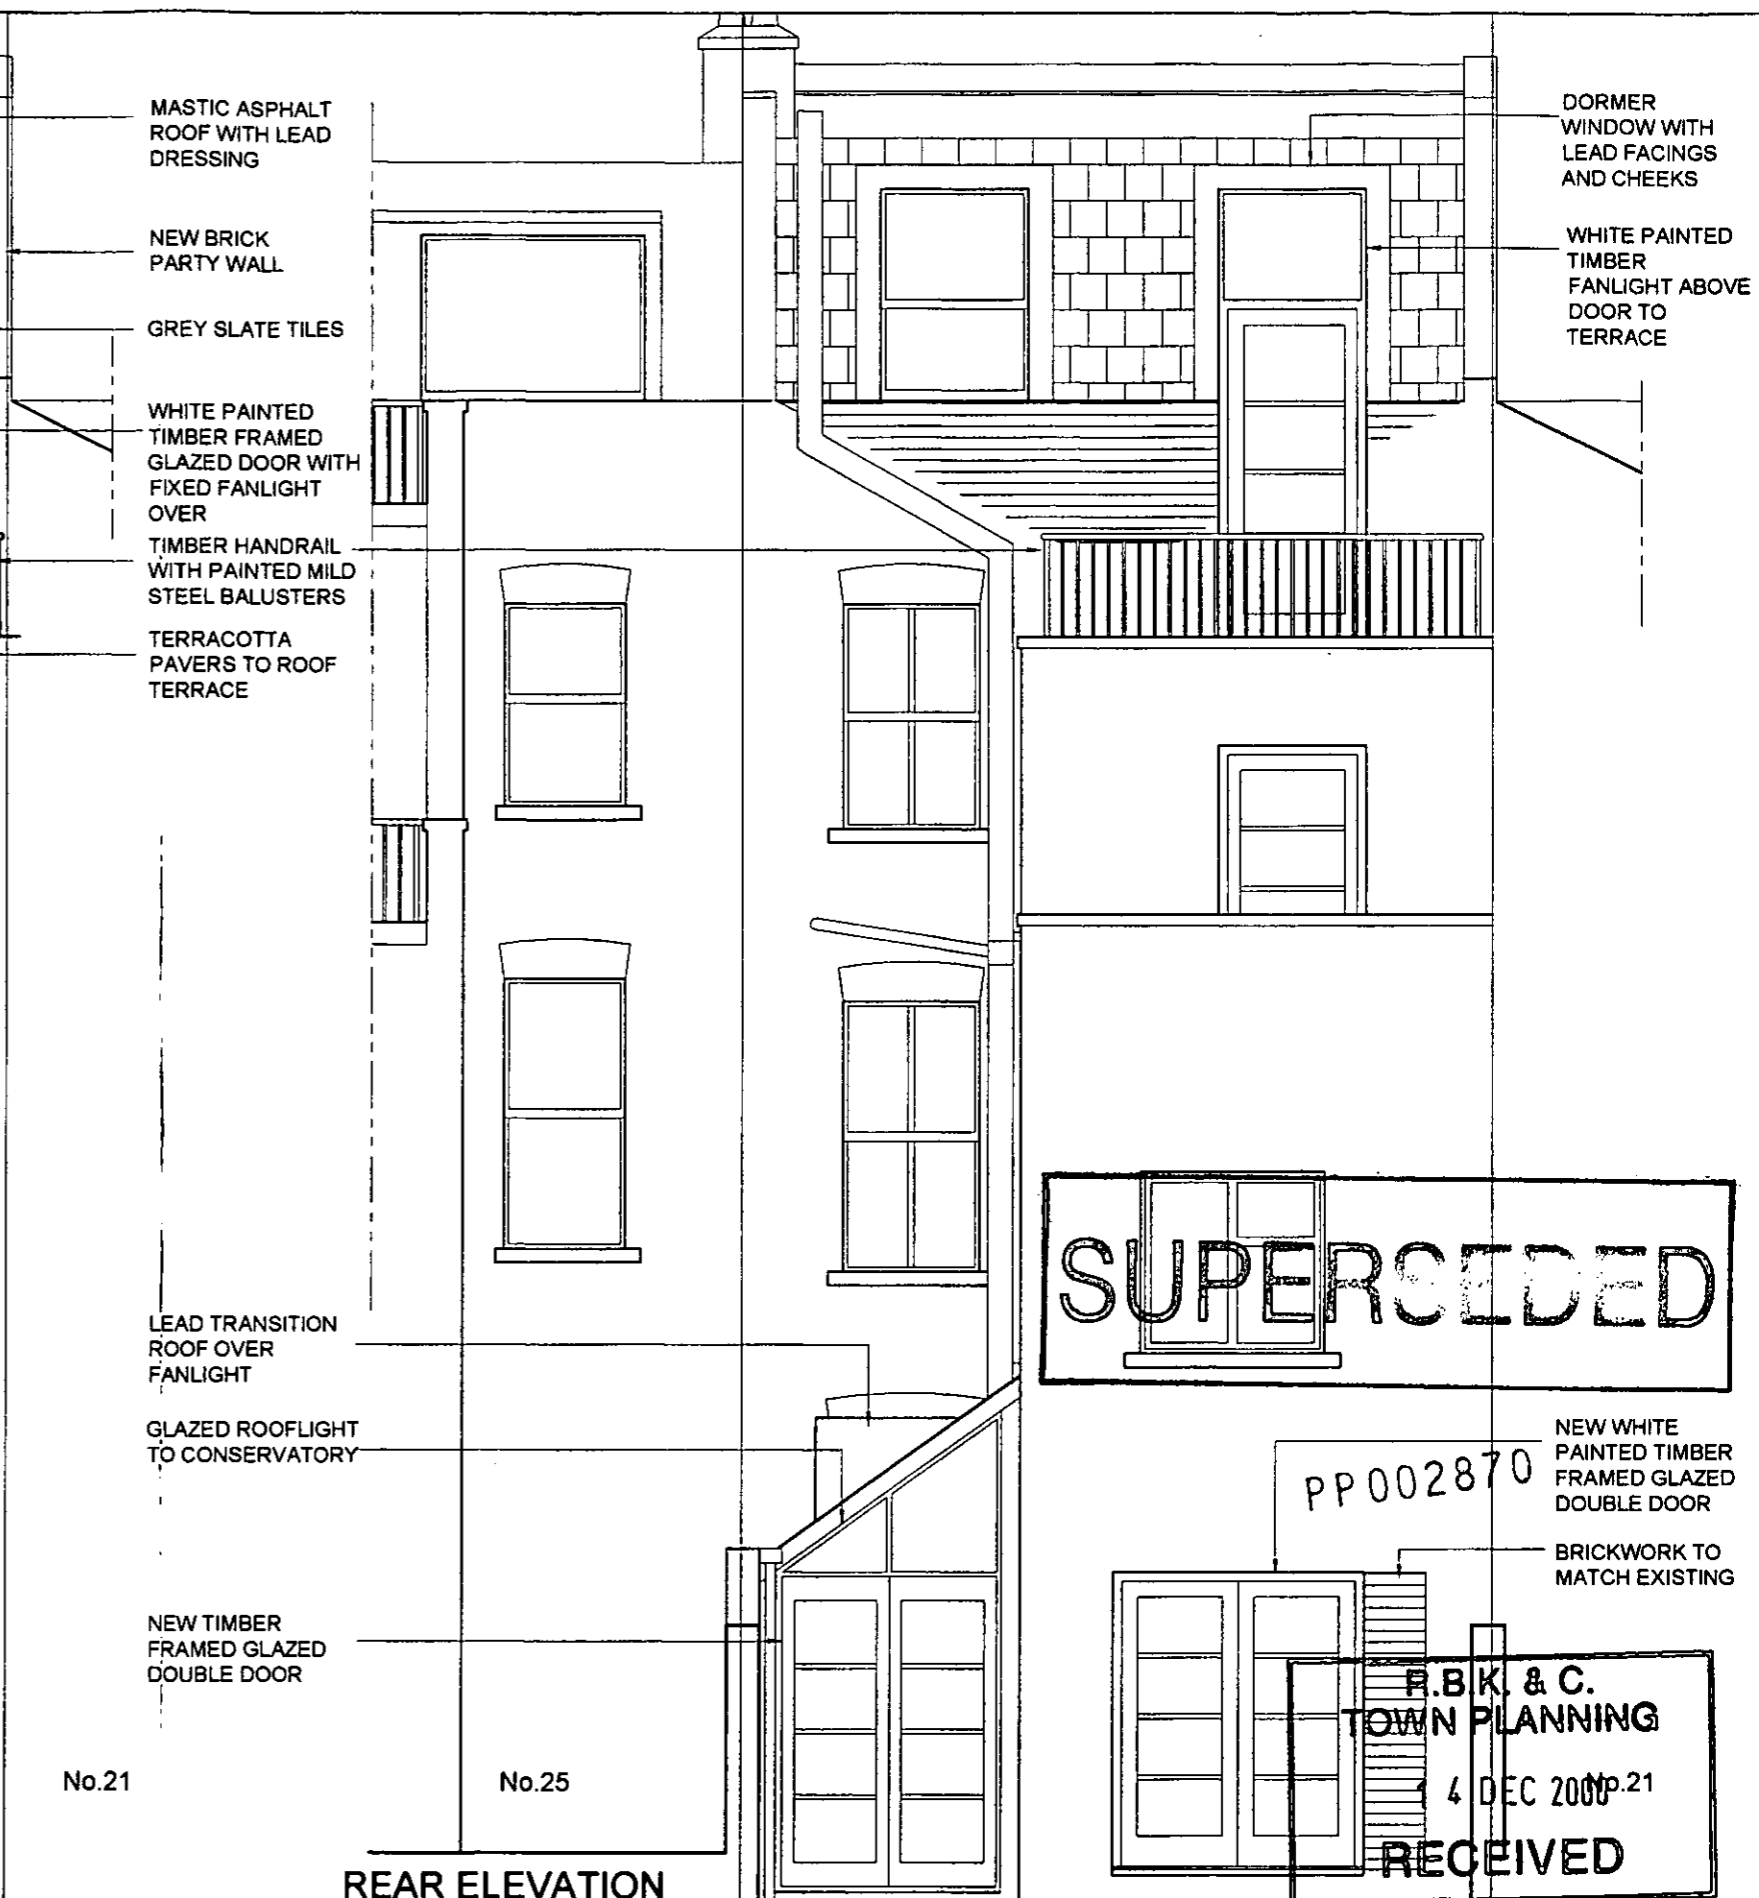 MASTIC ASPHALT
ROOF WITH LEAD
DRESSING
NEW BRICK
PARTY WALL
GREY SLATE TILES
WHITE PAINTED
TIMBER FRAMED
GLAZED DOOR WITH
FIXED FANLIGHT
OVER
TIMBER HANDRAIL
WITH PAINTED MILD
STEEL BALUSTERS
TERRACOTTA
PAVERS TO ROOF
TERRACE
DORMER
WINDOW WITH
LEAD FACINGS
AND CHEEKS
WHITE PAINTED
TIMBER
FANLIGHT ABOVE
DOOR TO
TERRACE
SUPERCEDED
LEAD TRANSITION
ROOF OVER
FANLIGHT
GLAZED ROOFLIGHT
TO CONSERVATORY
NEW TIMBER
FRAMED GLAZED
DOUBLE DOOR
PP002870
NEW WHITE
PAINTED TIMBER
FRAMED GLAZED
DOUBLE DOOR
BRICKWORK TO
MATCH EXISTING
R.B.K. & C.
TOWN PLANNING
14 DEC 2000
RECEIVED
No.21
No.25
No.21
REAR ELEVATION